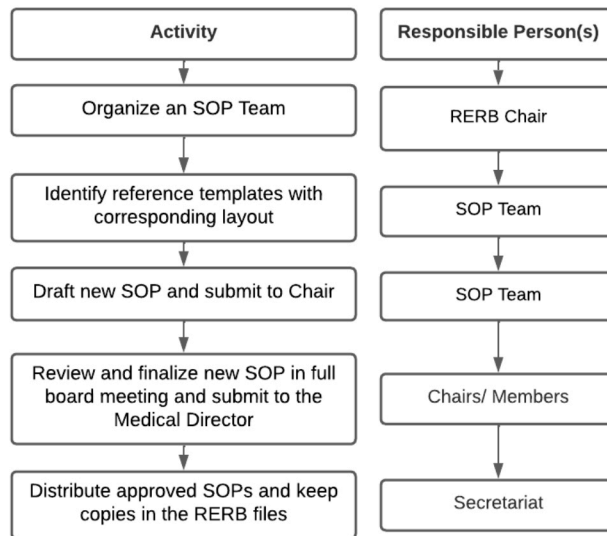 Activity
Responsible Person(s)
Organize an SOP Team
RERB Chair
Identify reference templates with
corresponding layout
SOP Team
Draft new SOP and submit to Chair
SOP Team
Review and finalize new SOP in full
board meeting and submit to the
Medical Director
Chairs/ Members
Distribute approved SOPs and keep
copies in the RERB files
Secretariat